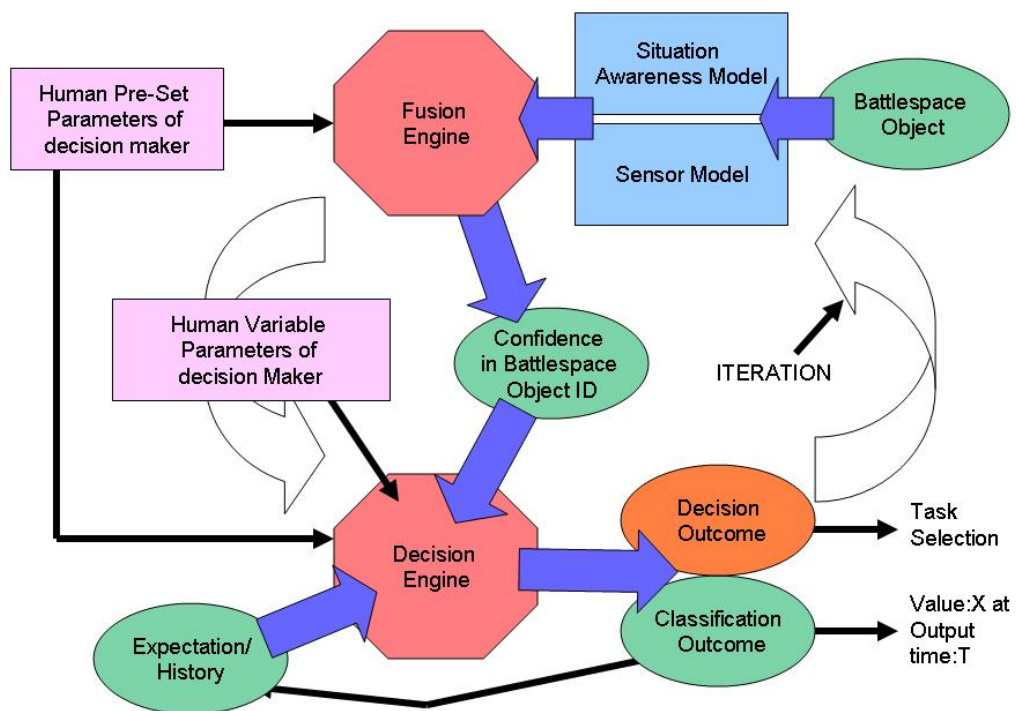 Human Pre-Set
Parameters of
decision maker
Fusion
Engine
Situation
Awareness Model
Sensor Model
Battlespace
Object
Human Variable
Parameters of
decision Maker
Confidence
in Battlespace
Object ID
ITERATION
Decision
Engine
Expectation/
History
Decision
Outcome
Classification
Outcome
Task
Selection
Value:X at
Output
time:T